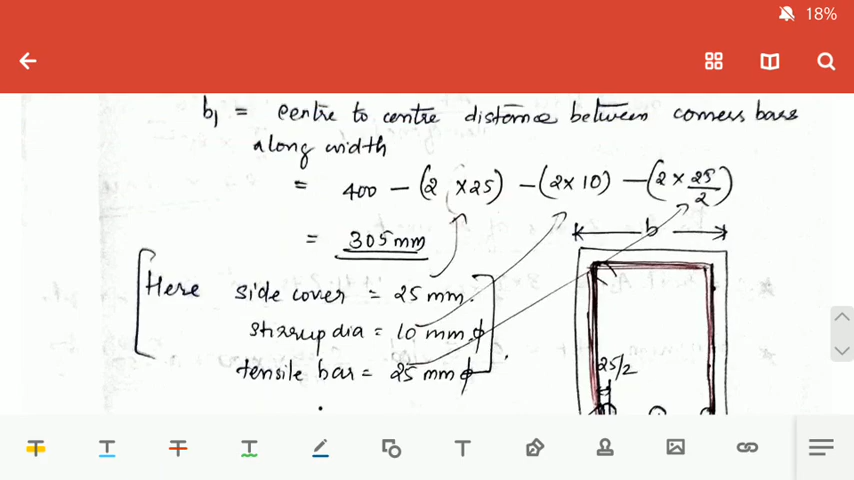 18%
b₁ = centre to centre distance between corners bars
along width
= 400 - (2 × 25) - (2 × 10) - (2 × 25/2)
= 305 mm
b
Here side cover = 25 mm.
stirrup dia = 10 mm ϕ
tensile bar = 25 mm ϕ
25/2
T T T T T